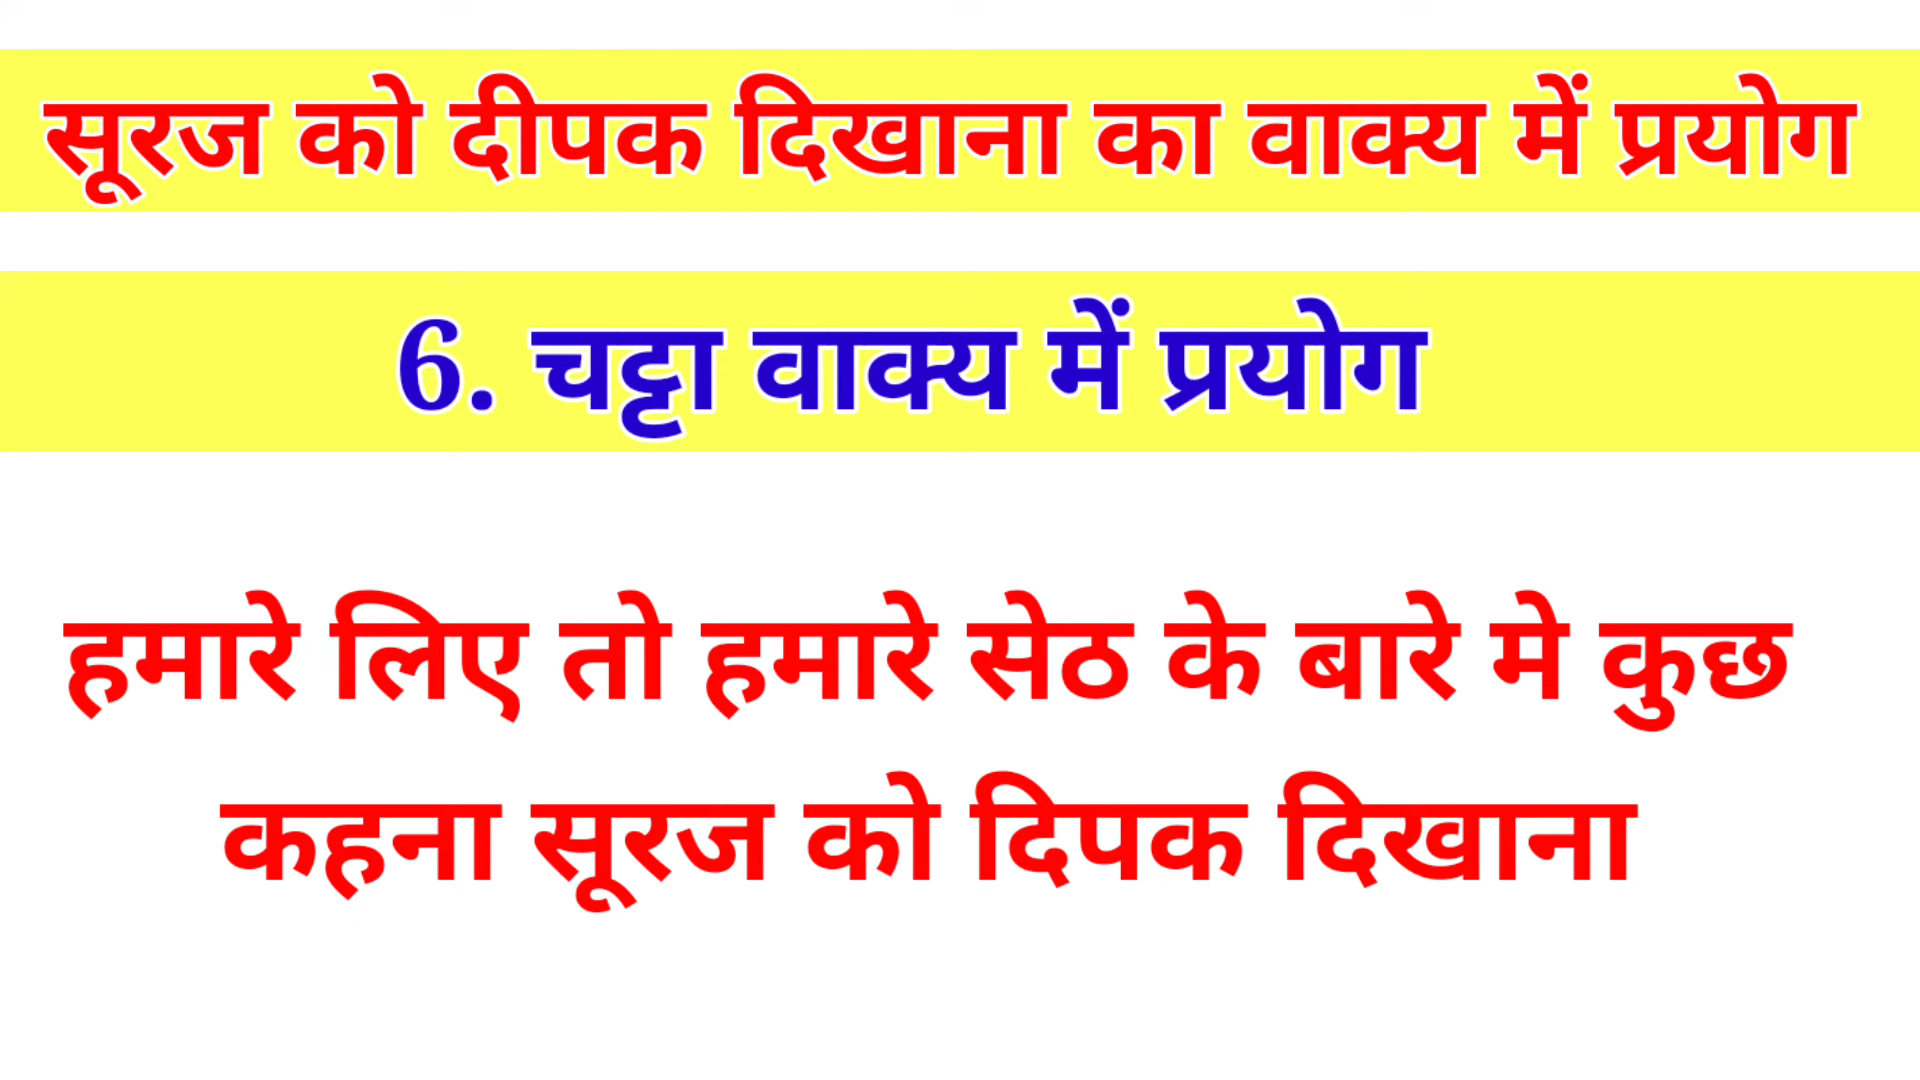 सूरज को दीपक दिखाना का वाक्य में प्रयोग
6. चट्टा वाक्य में प्रयोग
हमारे लिए तो हमारे सेठ के बारे मे कुछ
कहना सूरज को दिपक दिखाना